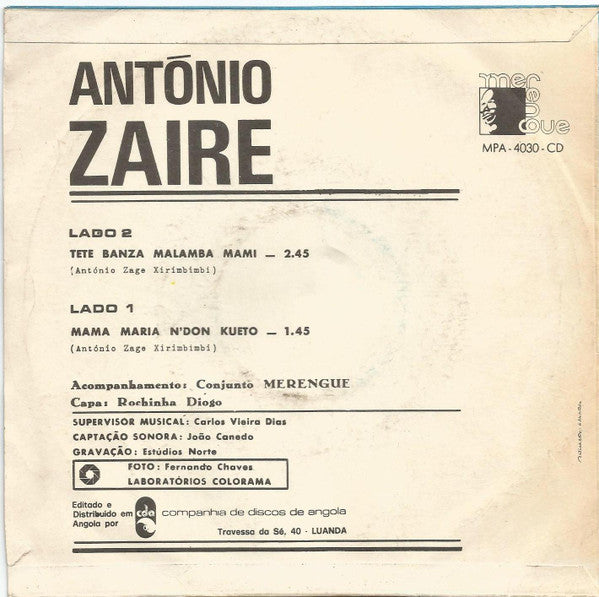 ANTÓNIO
ZAIRE
merengue
MPA - 4030 - CD
LADO 2
TETE BANZA MALAMBA MAMI — 2.45
(António Zage Xirimbimbi)
LADO 1
MAMA MARIA N'DON KUETO — 1.45
(António Zage Xirimbimbi)
Acompanhamento: Conjunto MERENGUE
Capa: Rochinha Diogo
SUPERVISOR MUSICAL: Carlos Vieira Dias
CAPTAÇÃO SONORA: João Canedo
GRAVAÇÃO: Estúdios Norte
FOTO: Fernando Chaves
LABORATÓRIOS COLORAMA
Editado e
Distribuído em
Angola por
cda
companhia de discos de angola
Travessa da Sé, 40 - LUANDA